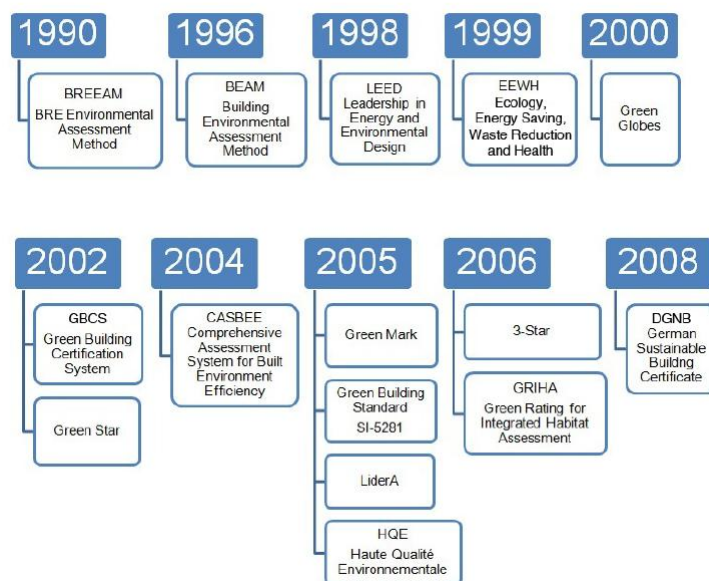 1990
BREEAM
BRE Environmental
Assessment
Method
1996
BEAM
Building
Environmental
Assessment
Method
1998
LEED
Leadership in
Energy and
Environmental
Design
1999
EEWH
Ecology,
Energy Saving,
Waste Reduction
and Health
2000
Green
Globes
2002
GBCS
Green Building
Certification
System
Green Star
2004
CASBEE
Comprehensive
Assessment
System for Built
Environment
Efficiency
2005
Green Mark
Green Building
Standard
SI-5281
LiderA
HQE
Haute Qualité
Environnementale
2006
3-Star
GRIHA
Green Rating for
Integrated Habitat
Assessment
2008
DGNB
German
Sustainable
Buildng
Certificate